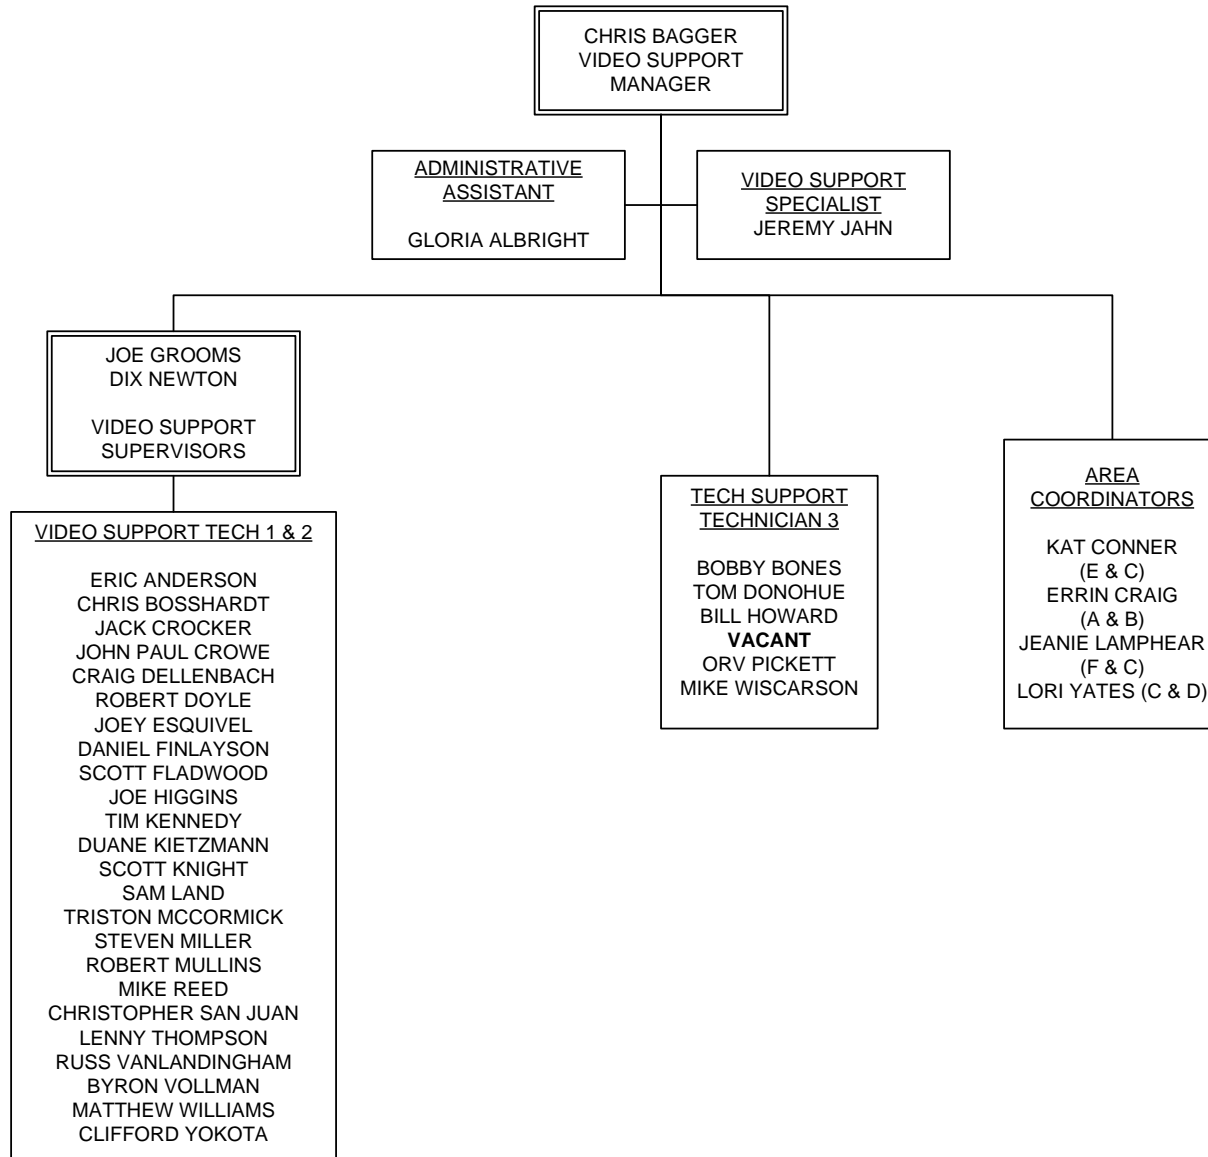 CHRIS BAGGER
VIDEO SUPPORT
MANAGER
ADMINISTRATIVE
ASSISTANT
GLORIA ALBRIGHT
VIDEO SUPPORT
SPECIALIST
JEREMY JAHN
JOE GROOMS
DIX NEWTON
VIDEO SUPPORT
SUPERVISORS
VIDEO SUPPORT TECH 1 & 2
ERIC ANDERSON
CHRIS BOSSHARDT
JACK CROCKER
JOHN PAUL CROWE
CRAIG DELLENBACH
ROBERT DOYLE
JOEY ESQUIVEL
DANIEL FINLAYSON
SCOTT FLADWOOD
JOE HIGGINS
TIM KENNEDY
DUANE KIETZMANN
SCOTT KNIGHT
SAM LAND
TRISTON MCCORMICK
STEVEN MILLER
ROBERT MULLINS
MIKE REED
CHRISTOPHER SAN JUAN
LENNY THOMPSON
RUSS VANLANDINGHAM
BYRON VOLLMAN
MATTHEW WILLIAMS
CLIFFORD YOKOTA
TECH SUPPORT
TECHNICIAN 3
BOBBY BONES
TOM DONOHUE
BILL HOWARD
VACANT
ORV PICKETT
MIKE WISCARSON
AREA
COORDINATORS
KAT CONNER
(E & C)
ERRIN CRAIG
(A & B)
JEANIE LAMPHEAR
(F & C)
LORI YATES (C & D)